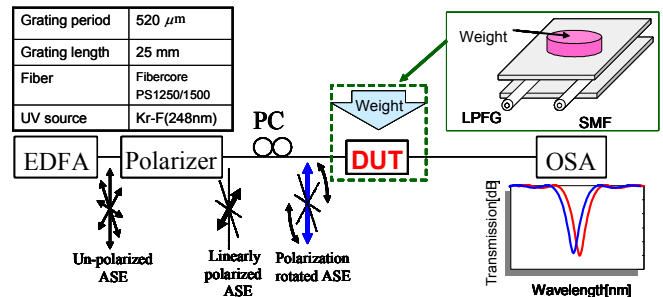 Grating period 520 μm
Grating length 25 mm
Fiber Fibercore PS1250/1500
UV source Kr-F(248nm)
Weight
LPFG
SMF
Weight
PC
EDFA
Polarizer
DUT
OSA
Un-polarized
ASE
Linearly
polarized
ASE
Polarization
rotated ASE
Transmission[dB]
Wavelength[nm]